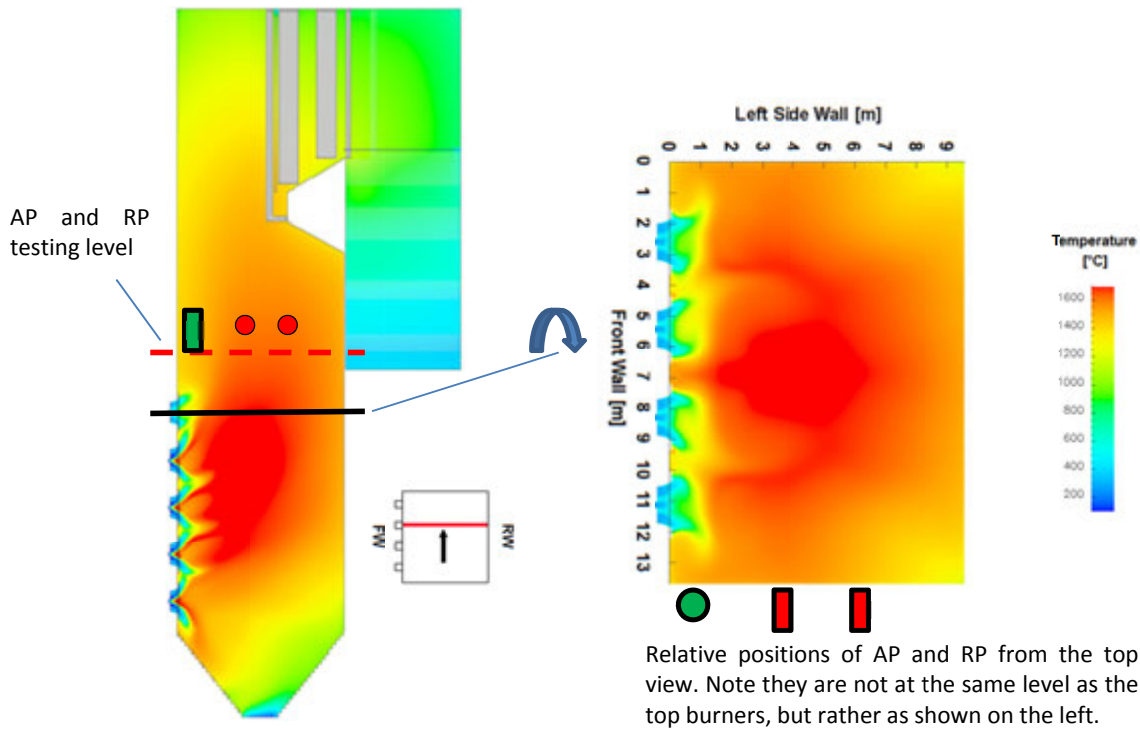 AP and RP
testing level
FW
RW
Left Side Wall [m]
0 1 2 3 4 5 6 7 8 9
Front Wall [m]
0
1
2
3
4
5
6
7
8
9
10
11
12
13
Temperature
[°C]
1600
1400
1200
1000
800
600
400
200
Relative positions of AP and RP from the top
view. Note they are not at the same level as the
top burners, but rather as shown on the left.